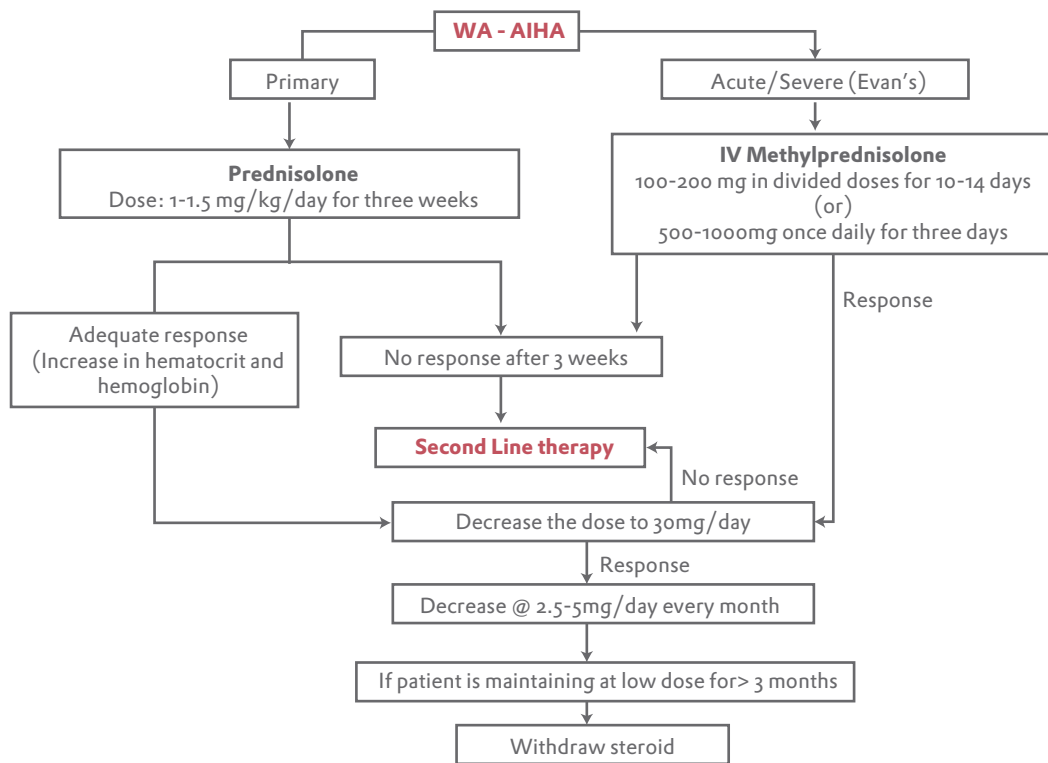 WA - AIHA
Primary
Acute/Severe (Evan's)
Prednisolone
Dose: 1-1.5 mg/kg/day for three weeks
IV Methylprednisolone
100-200 mg in divided doses for 10-14 days
(or)
500-1000mg once daily for three days
Response
Adequate response
(Increase in hematocrit and
hemoglobin)
No response after 3 weeks
Second Line therapy
No response
Decrease the dose to 30mg/day
Response
Decrease @ 2.5-5mg/day every month
If patient is maintaining at low dose for> 3 months
Withdraw steroid